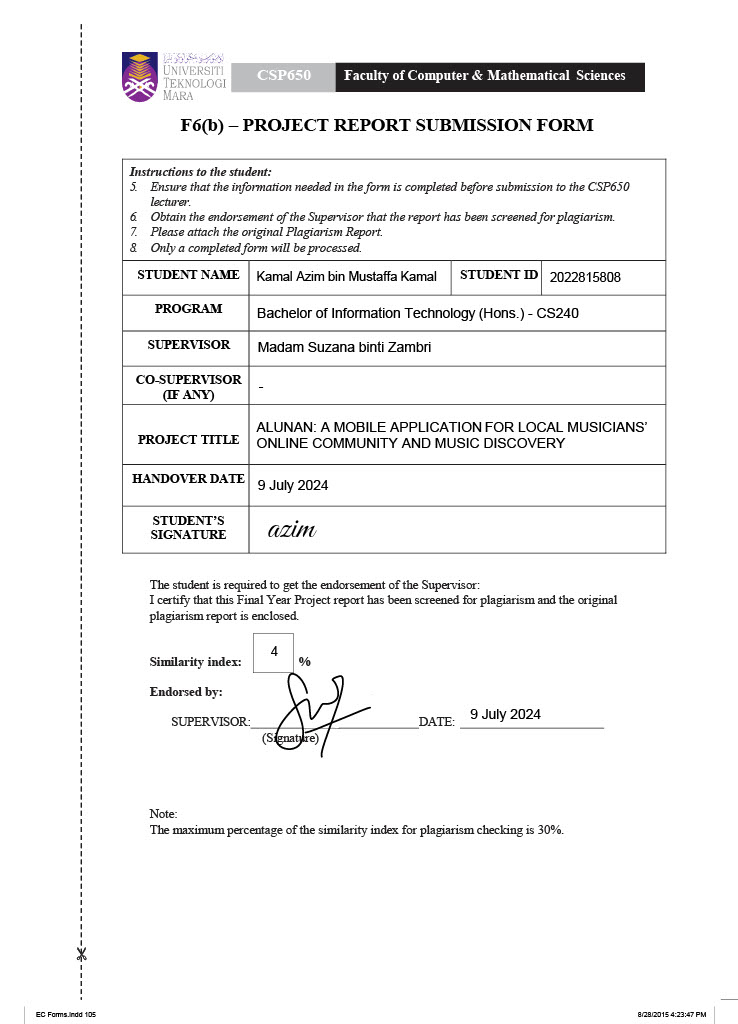 UNIVERSITI
TEKNOLOGI
MARA
CSP650 Faculty of Computer & Mathematical Sciences
F6(b) – PROJECT REPORT SUBMISSION FORM
Instructions to the student:
5. Ensure that the information needed in the form is completed before submission to the CSP650
lecturer.
6. Obtain the endorsement of the Supervisor that the report has been screened for plagiarism.
7. Please attach the original Plagiarism Report.
8. Only a completed form will be processed.
STUDENT NAME Kamal Azim bin Mustaffa Kamal STUDENT ID 2022815808
PROGRAM Bachelor of Information Technology (Hons.) - CS240
SUPERVISOR Madam Suzana binti Zambri
CO-SUPERVISOR
(IF ANY) -
PROJECT TITLE ALUNAN: A MOBILE APPLICATION FOR LOCAL MUSICIANS’
ONLINE COMMUNITY AND MUSIC DISCOVERY
HANDOVER DATE 9 July 2024
STUDENT’S
SIGNATURE azim
The student is required to get the endorsement of the Supervisor:
I certify that this Final Year Project report has been screened for plagiarism and the original
plagiarism report is enclosed.
Similarity index: 4 %
Endorsed by:
SUPERVISOR: DATE: 9 July 2024
(Signature)
Note:
The maximum percentage of the similarity index for plagiarism checking is 30%.
EC Forms.indd 105 8/28/2015 4:23:47 PM